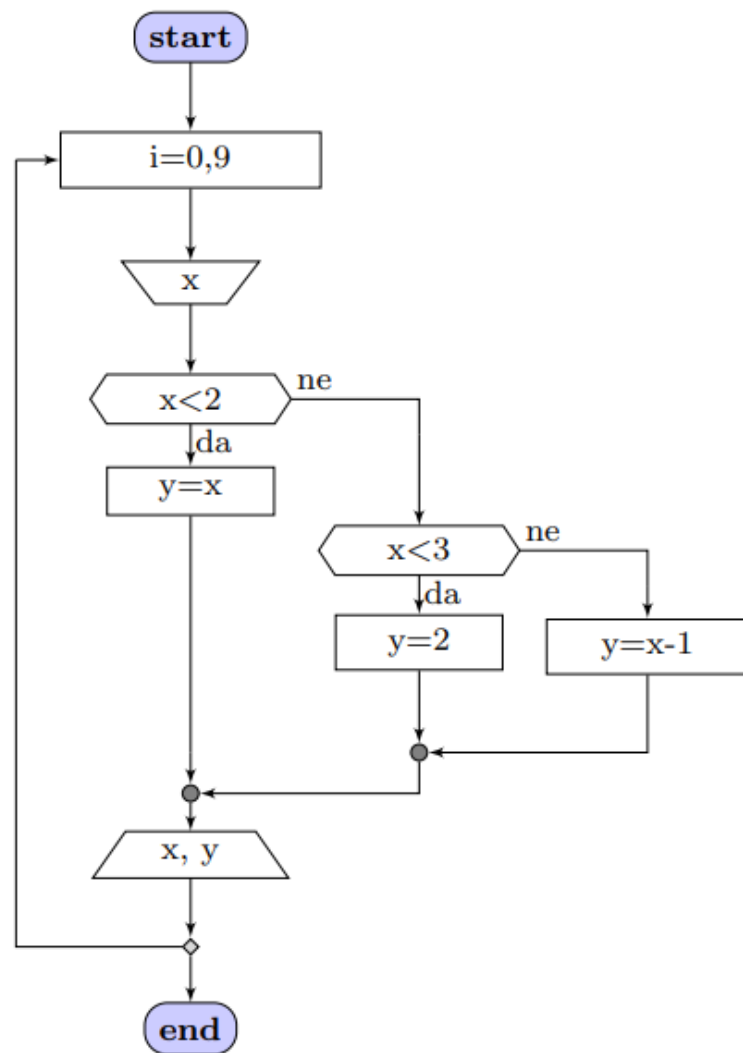 start
i=0,9
x
x<2
ne
da
y=x
x<3
ne
da
y=2
y=x-1
x, y
end